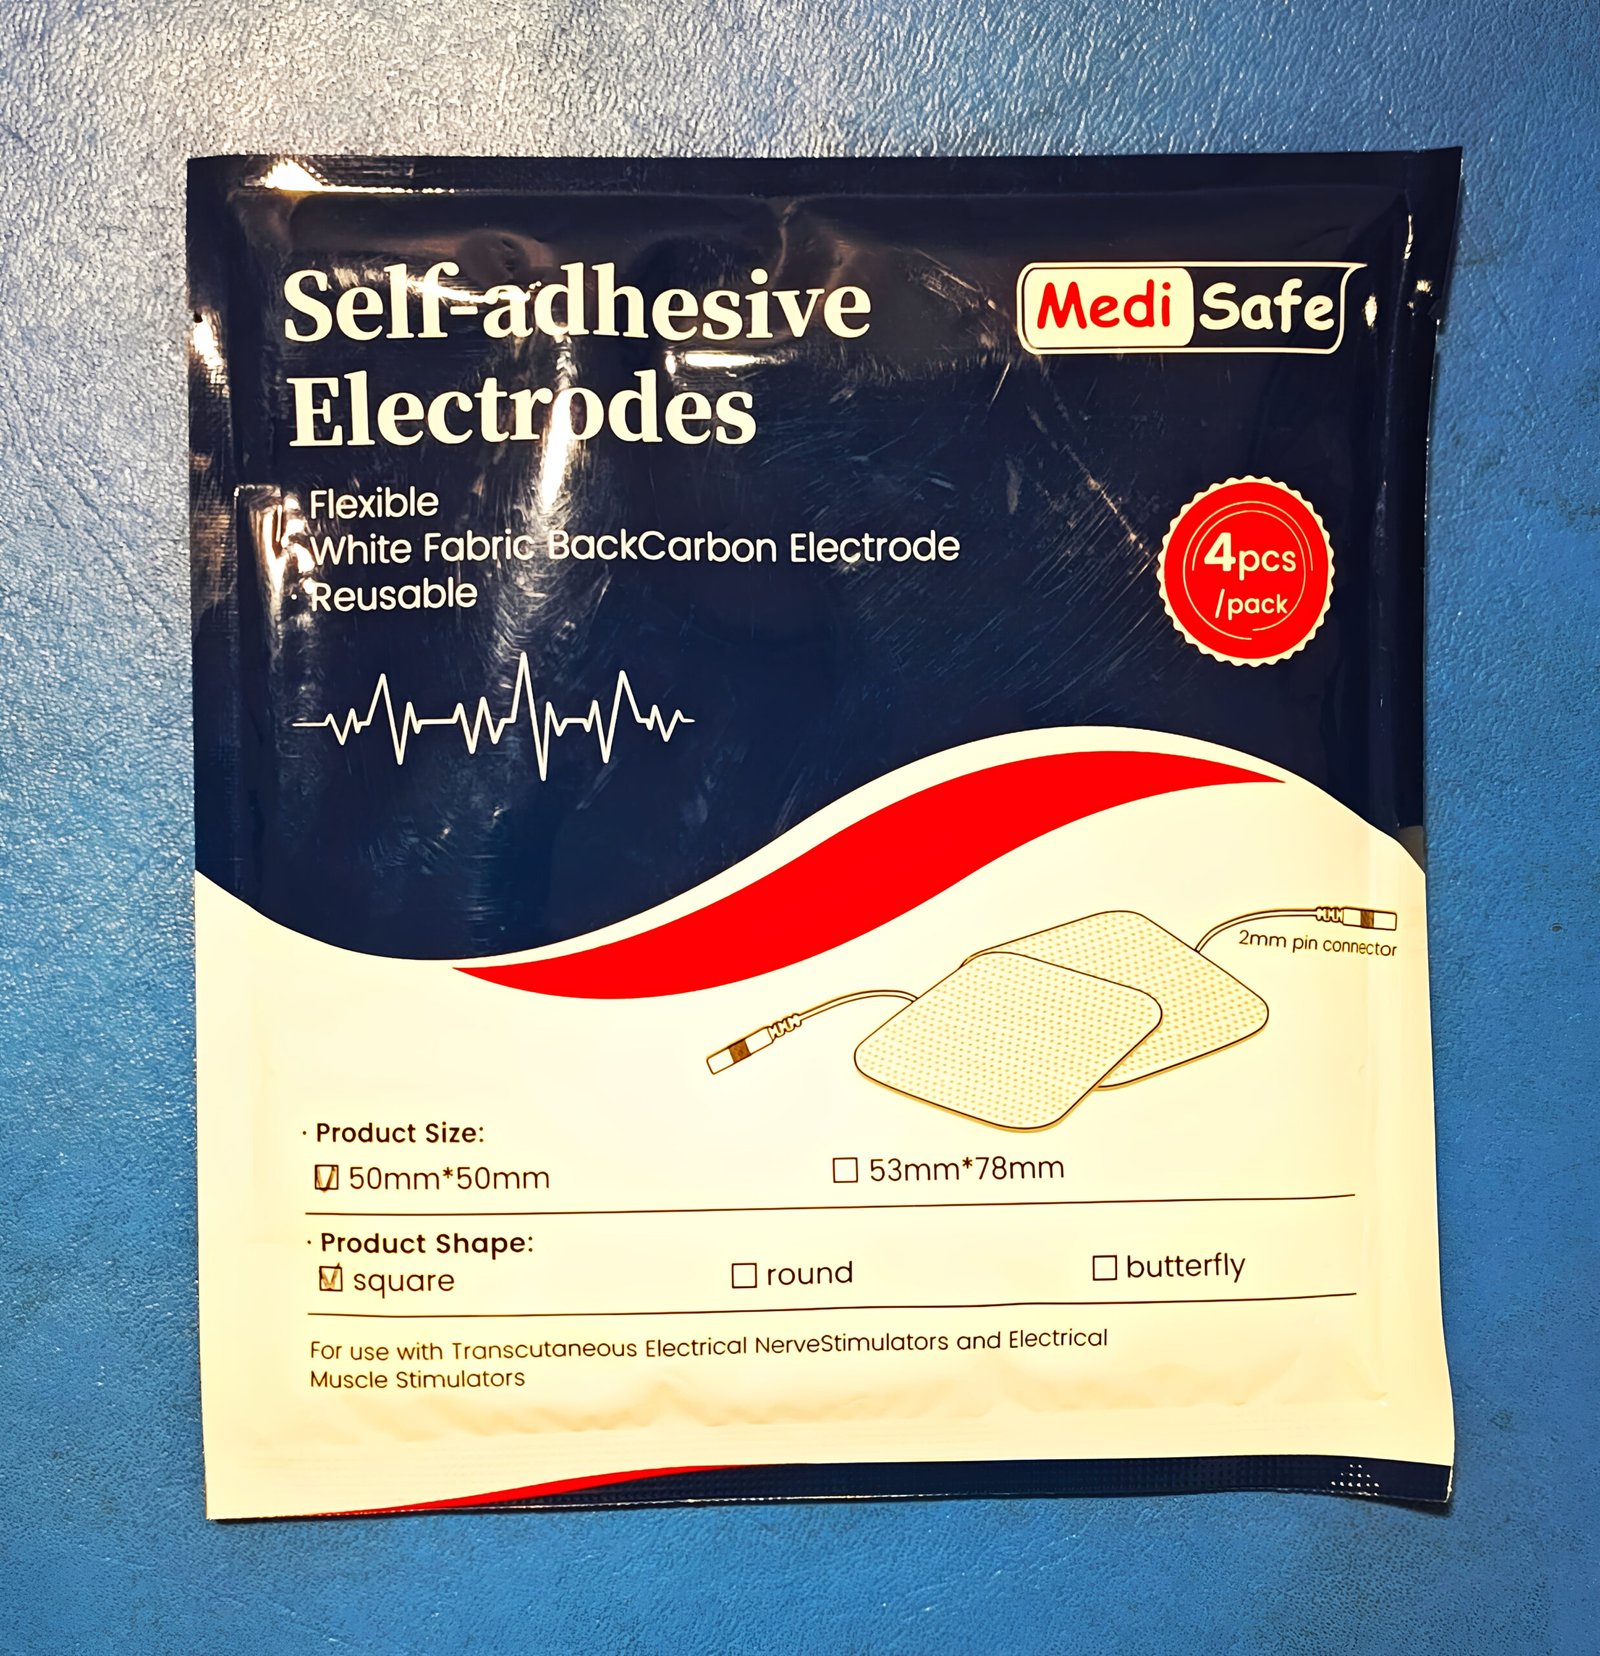 Self-adhesive
Electrodes
Medi Safe
· Flexible
· White Fabric BackCarbon Electrode
· Reusable
4pcs
/pack
2mm pin connector
· Product Size:
☑ 50mm*50mm ☐ 53mm*78mm
· Product Shape:
☑ square ☐ round ☐ butterfly
For use with Transcutaneous Electrical NerveStimulators and Electrical
Muscle Stimulators